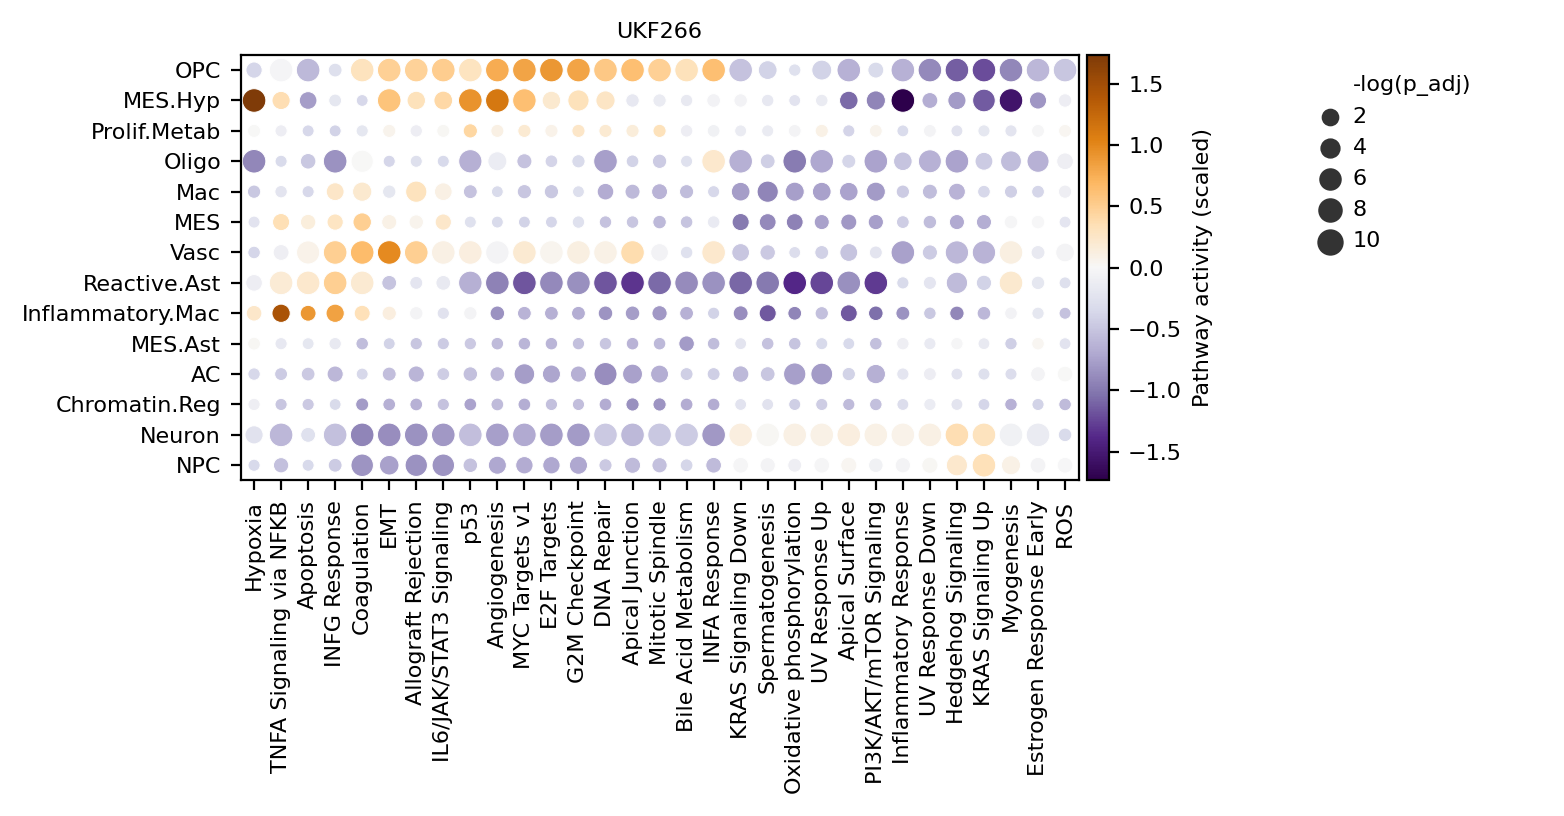 UKF266
OPC
MES.Hyp
Prolif.Metab
Oligo
Mac
MES
Vasc
Reactive.Ast
Inflammatory.Mac
MES.Ast
AC
Chromatin.Reg
Neuron
NPC
Hypoxia
TNFA Signaling via NFKB
Apoptosis
INFG Response
Coagulation
EMT
Allograft Rejection
IL6/JAK/STAT3 Signaling
p53
Angiogenesis
MYC Targets v1
E2F Targets
G2M Checkpoint
DNA Repair
Apical Junction
Mitotic Spindle
Bile Acid Metabolism
INFA Response
KRAS Signaling Down
Spermatogenesis
Oxidative phosphorylation
UV Response Up
Apical Surface
PI3K/AKT/mTOR Signaling
Inflammatory Response
UV Response Down
Hedgehog Signaling
KRAS Signaling Up
Myogenesis
Estrogen Response Early
ROS
1.5
1.0
0.5
0.0
−0.5
−1.0
−1.5
Pathway activity (scaled)
-log(p_adj)
2
4
6
8
10